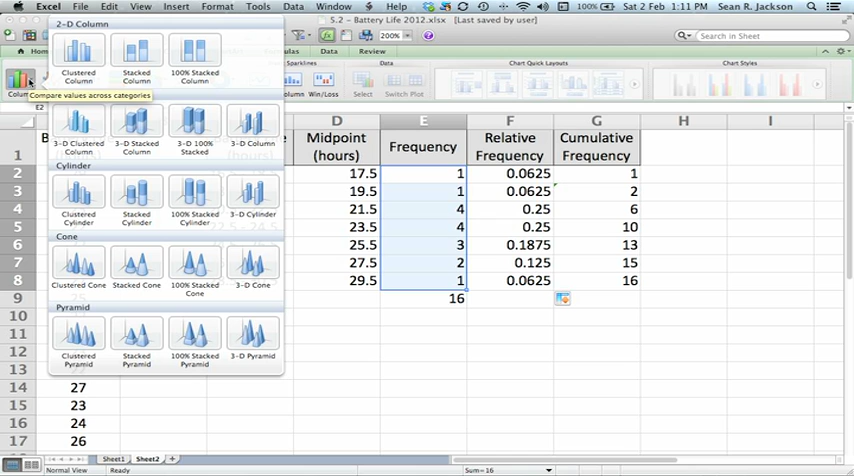 Excel File Edit View Insert Format Tools Data Window Help 100% Sat 2 Feb 1:11 PM Sean R. Jackson
5.2 – Battery Life 2012.xlsx [Last saved by user]
200% Search in Sheet
Home Formulas Data Review
Sparklines Data Chart Quick Layouts Chart Styles
Column Win/Loss Select Switch Plot
E2
2-D Column
Clustered Column Stacked Column 100% Stacked Column
Compare values across categories
3-D Clustered Column 3-D Stacked Column 3-D 100% Stacked 3-D Column
Cylinder
Clustered Cylinder Stacked Cylinder 100% Stacked Cylinder 3-D Cylinder
Cone
Clustered Cone Stacked Cone 100% Stacked Cone 3-D Cone
Pyramid
Clustered Pyramid Stacked Pyramid 100% Stacked Pyramid 3-D Pyramid
D E F G H I
1 Midpoint (hours) Frequency Relative Frequency Cumulative Frequency
2 17.5 1 0.0625 1
3 19.5 1 0.0625 2
4 21.5 4 0.25 6
5 23.5 4 0.25 10
6 25.5 3 0.1875 13
7 27.5 2 0.125 15
8 29.5 1 0.0625 16
9 16
10
11
12
13
14 27
15 23
16 24
17 26
Sheet1 Sheet2
Normal View Ready Sum=16